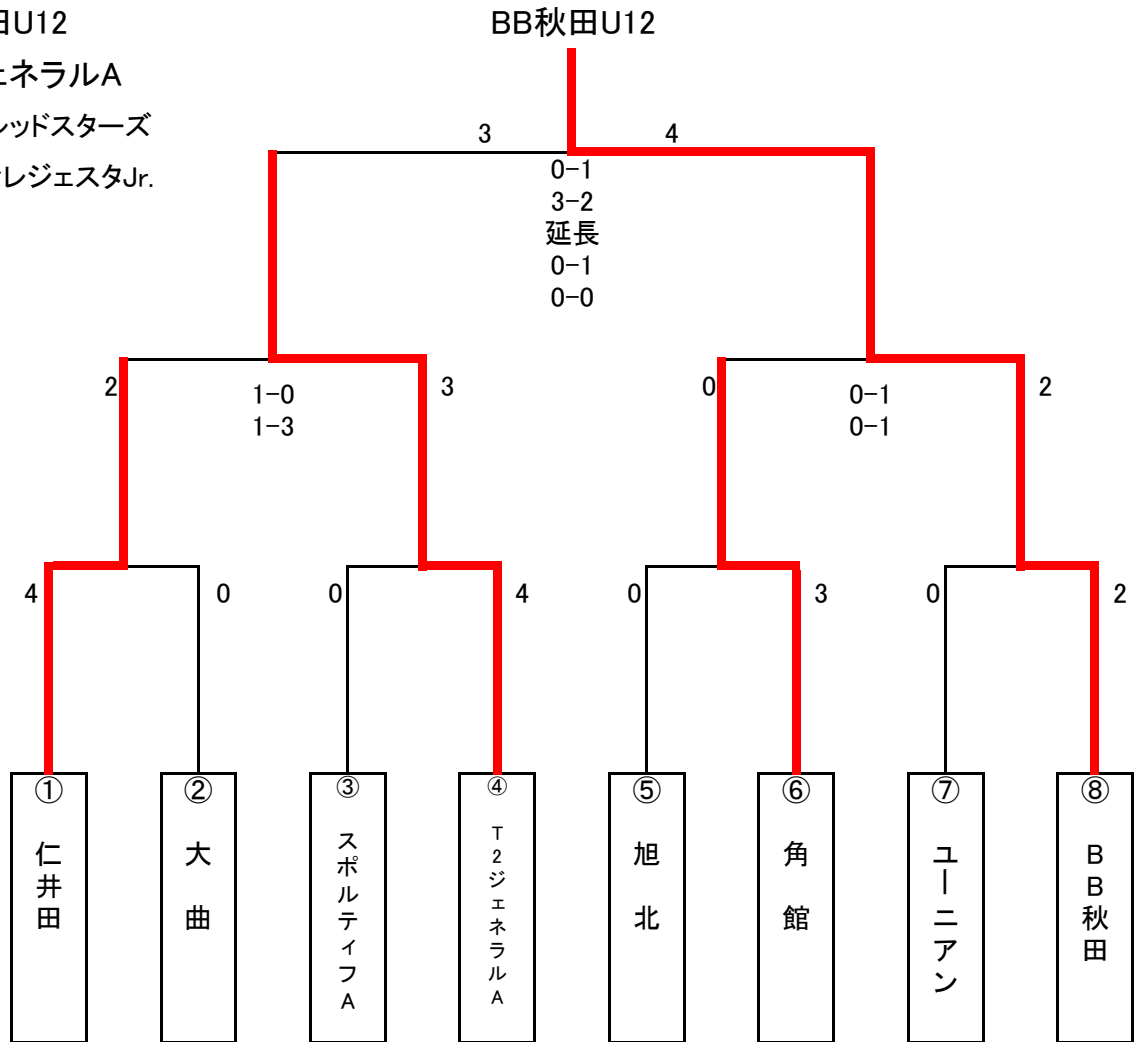 田U12
BB秋田U12
ェネラルA
ッドスターズ
レジェスタJr.
3
4
0-1
3-2
延長
0-1
0-0
2
3
1-0
1-3
0
2
0-1
0-1
4
0
0
4
0
3
0
2
①
仁井田
②
大曲
③
スポルティフA
④
T2ジェネラルA
⑤
旭北
⑥
角館
⑦
ユーニアン
⑧
BB秋田